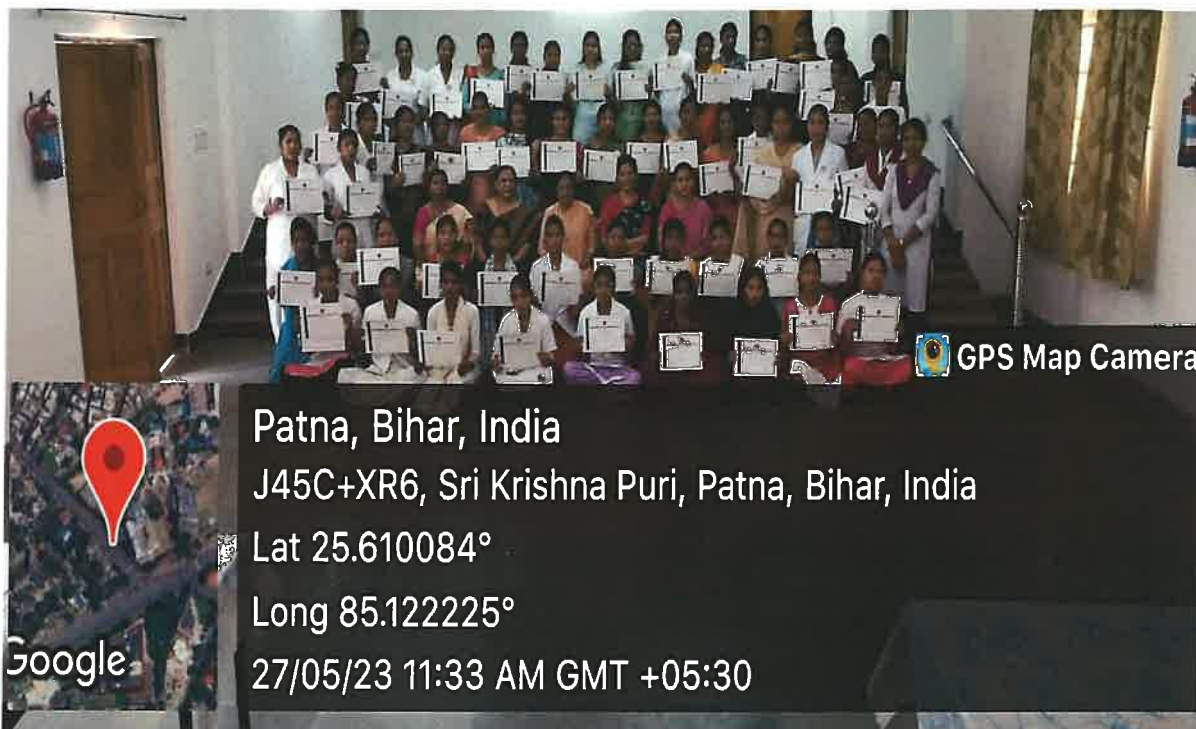 GPS Map Camera
Patna, Bihar, India
J45C+XR6, Sri Krishna Puri, Patna, Bihar, India
Lat 25.610084°
Long 85.122225°
Google
27/05/23 11:33 AM GMT +05:30